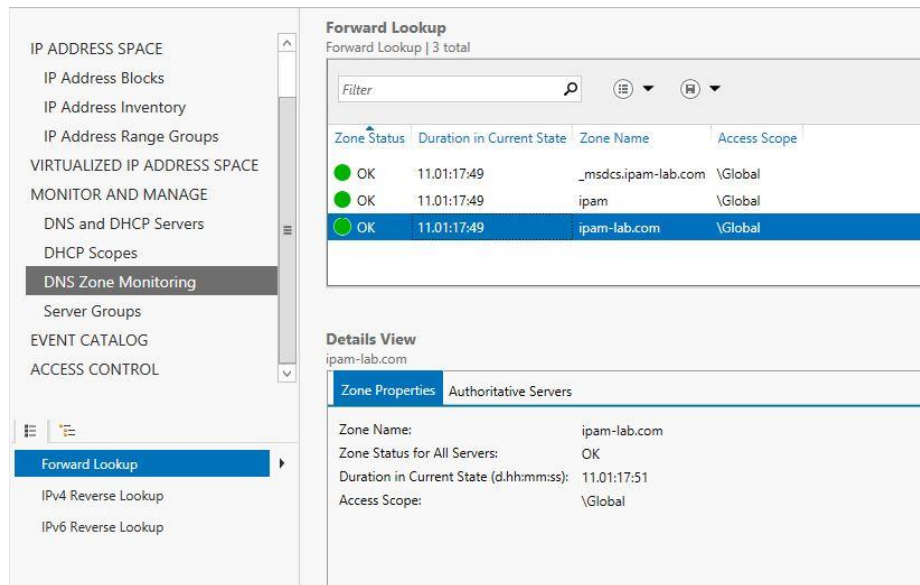 IP ADDRESS SPACE
IP Address Blocks
IP Address Inventory
IP Address Range Groups
VIRTUALIZED IP ADDRESS SPACE
MONITOR AND MANAGE
DNS and DHCP Servers
DHCP Scopes
DNS Zone Monitoring
Server Groups
EVENT CATALOG
ACCESS CONTROL
Forward Lookup
IPv4 Reverse Lookup
IPv6 Reverse Lookup
Forward Lookup
Forward Lookup | 3 total
Filter
Zone Status Duration in Current State Zone Name Access Scope
OK 11.01:17:49 _msdcs.ipam-lab.com \Global
OK 11.01:17:49 ipam \Global
OK 11.01:17:49 ipam-lab.com \Global
Details View
ipam-lab.com
Zone Properties Authoritative Servers
Zone Name: ipam-lab.com
Zone Status for All Servers: OK
Duration in Current State (d.hh:mm:ss): 11.01:17:51
Access Scope: \Global